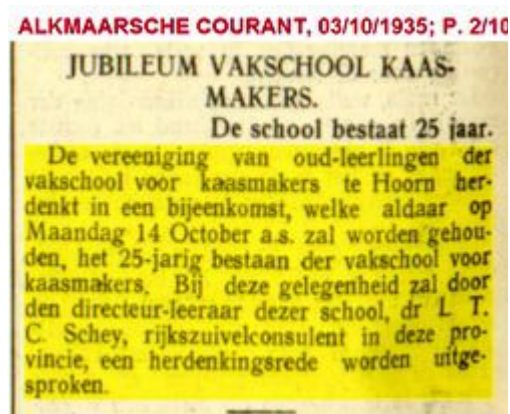 ALKMAARSCHE COURANT, 03/10/1935; P. 2/10
JUBILEUM VAKSCHOOL KAAS-
MAKERS.
De school bestaat 25 jaar.
De vereeniging van oud-leerlingen der
vakschool voor kaasmakers te Hoorn her-
denkt in een bijeenkomst, welke aldaar op
Maandag 14 October a.s. zal worden gehou-
den, het 25-jarig bestaan der vakschool voor
kaasmakers. Bij deze gelegenheid zal door
den directeur-leeraar dezer school, dr L T.
C. Schey, rijkszuivelconsulent in deze pro-
vincie, een herdenkingsrede worden uitge-
sproken.